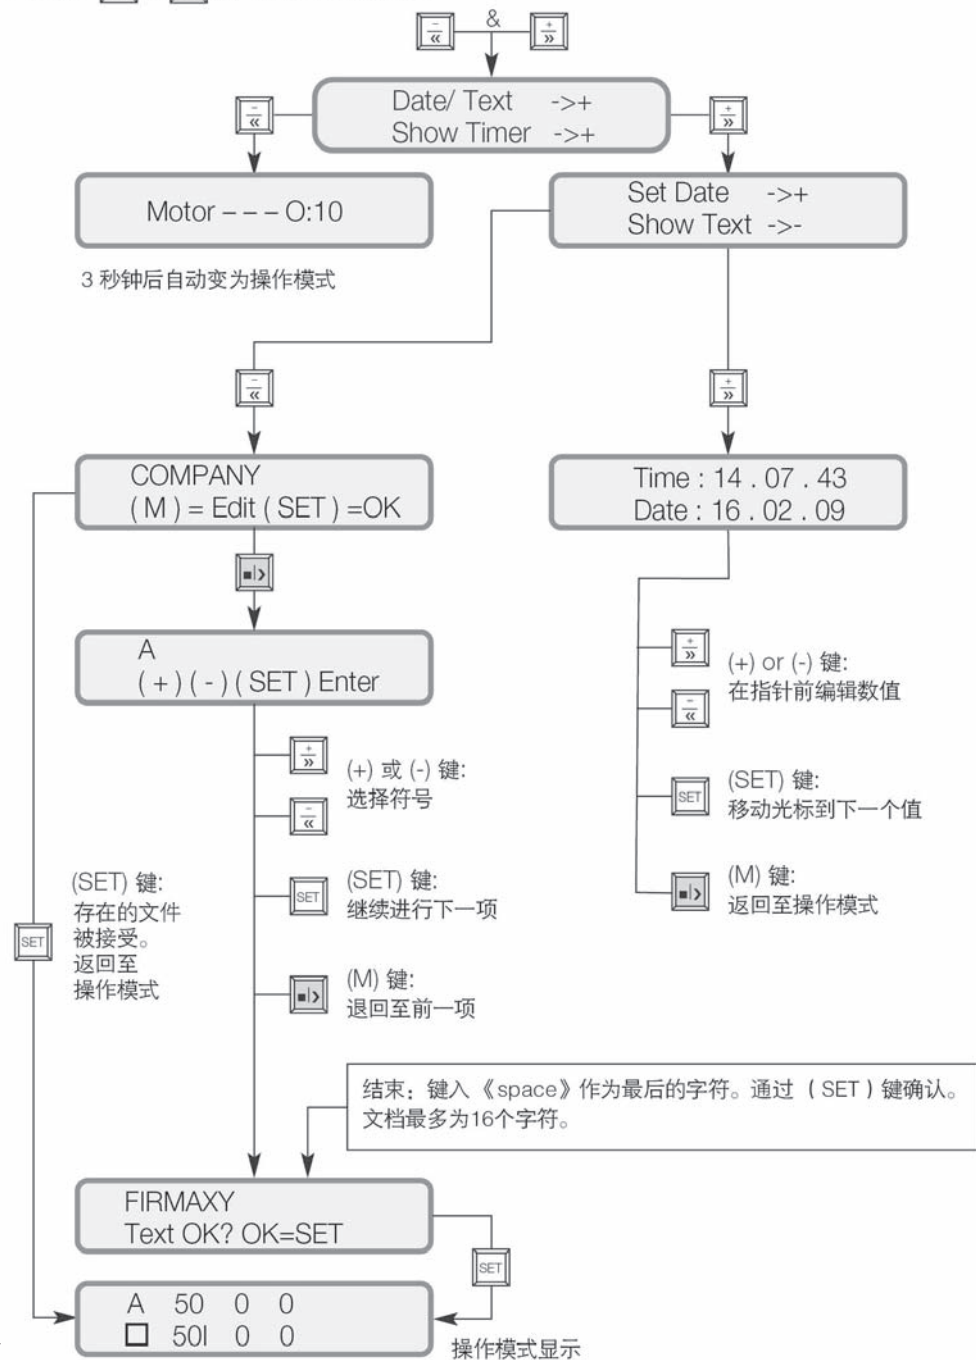 −
«
&
+
»
Date/ Text ->+
Show Timer ->+
−
«
+
»
Motor – – – O:10
Set Date ->+
Show Text ->-
3 秒钟后自动变为操作模式
−
«
+
»
COMPANY
( M ) = Edit ( SET ) =OK
Time : 14 . 07 . 43
Date : 16 . 02 . 09
A
( + ) ( - ) ( SET ) Enter
+
»
(+) 或 (-) 键:
选择符号
−
«
SET
(SET) 键:
继续进行下一项
(M) 键:
退回至前一项
+
»
(+) or (-) 键:
在指针前编辑数值
−
«
SET
(SET) 键:
移动光标到下一个值
(M) 键:
返回至操作模式
SET
(SET) 键:
存在的文件
被接受。
返回至
操作模式
结束；键入《space》作为最后的字符。通过 ( SET ) 键确认。
文档最多为16个字符。
FIRMAXY
Text OK? OK=SET
SET
A 50 0 0
50I 0 0
操作模式显示